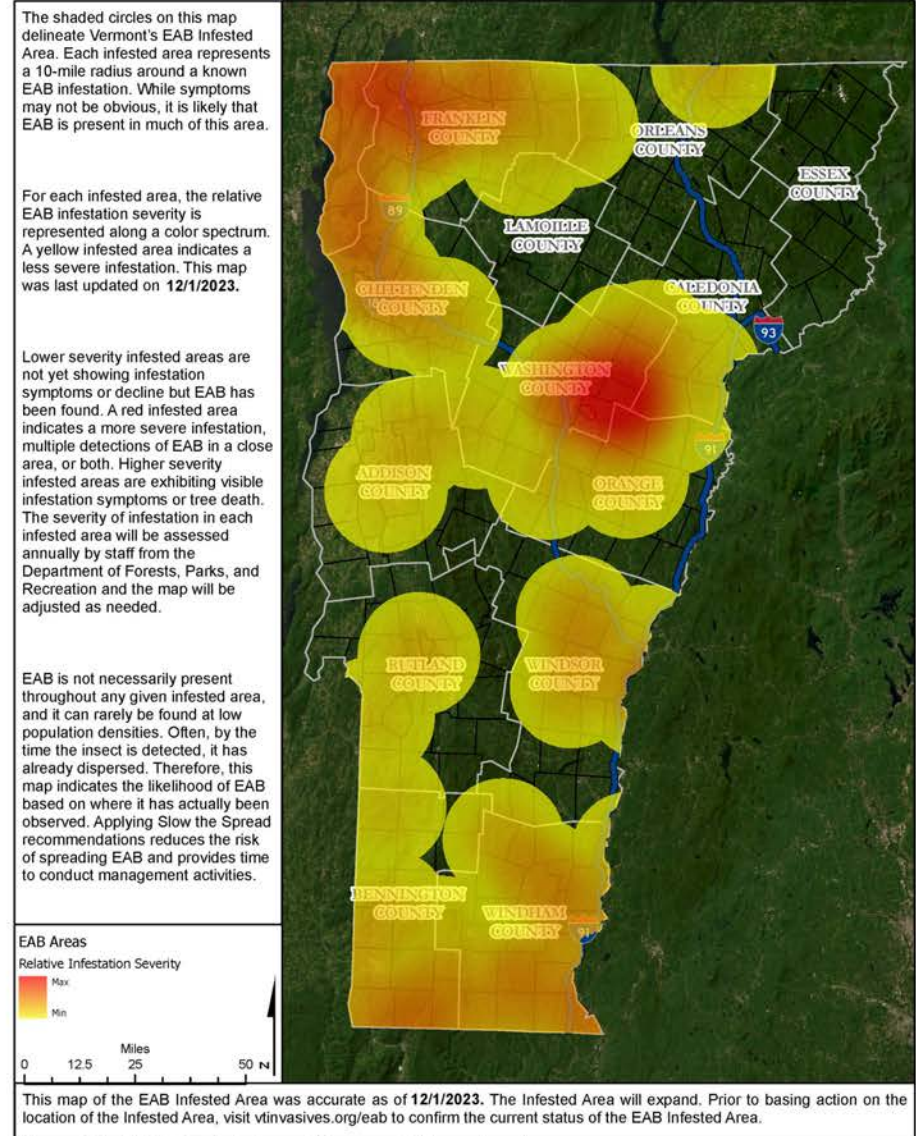 The shaded circles on this map
delineate Vermont's EAB Infested
Area. Each infested area represents
a 10-mile radius around a known
EAB infestation. While symptoms
may not be obvious, it is likely that
EAB is present in much of this area.
For each infested area, the relative
EAB infestation severity is
represented along a color spectrum.
A yellow infested area indicates a
less severe infestation. This map
was last updated on 12/1/2023.
Lower severity infested areas are
not yet showing infestation
symptoms or decline but EAB has
been found. A red infested area
indicates a more severe infestation,
multiple detections of EAB in a close
area, or both. Higher severity
infested areas are exhibiting visible
infestation symptoms or tree death.
The severity of infestation in each
infested area will be assessed
annually by staff from the
Department of Forests, Parks, and
Recreation and the map will be
adjusted as needed.
EAB is not necessarily present
throughout any given infested area,
and it can rarely be found at low
population densities. Often, by the
time the insect is detected, it has
already dispersed. Therefore, this
map indicates the likelihood of EAB
based on where it has actually been
observed. Applying Slow the Spread
recommendations reduces the risk
of spreading EAB and provides time
to conduct management activities.
EAB Areas
Relative Infestation Severity
Max
Min
Miles
0 12.5 25 50 N
FRANKLIN
COUNTY
ORLEANS
COUNTY
ESSEX
COUNTY
89
LAMOILLE
COUNTY
CHITTENDEN
COUNTY
CALEDONIA
COUNTY
93
WASHINGTON
COUNTY
91
ADDISON
COUNTY
ORANGE
COUNTY
RUTLAND
COUNTY
WINDSOR
COUNTY
BENNINGTON
COUNTY
WINDHAM
COUNTY
91
This map of the EAB Infested Area was accurate as of 12/1/2023. The Infested Area will expand. Prior to basing action on the
location of the Infested Area, visit vtinvasives.org/eab to confirm the current status of the EAB Infested Area.